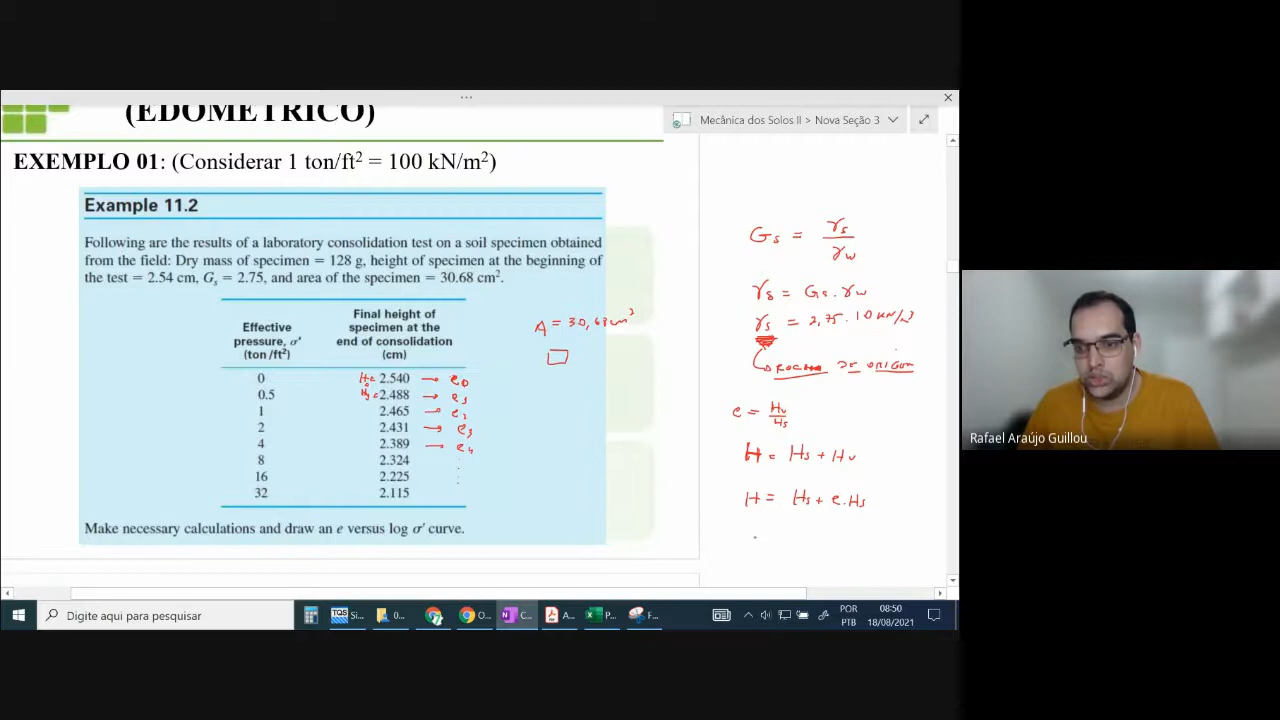 (EDOMÉTRICO)
Mecânica dos Solos II > Nova Seção 3
EXEMPLO 01: (Considerar 1 ton/ft² = 100 kN/m²)
Example 11.2
Following are the results of a laboratory consolidation test on a soil specimen obtained
from the field: Dry mass of specimen = 128 g, height of specimen at the beginning of
the test = 2.54 cm, Gs = 2.75, and area of the specimen = 30.68 cm².
Effective pressure, σ' (ton/ft²)
Final height of specimen at the end of consolidation (cm)
0 H₀= 2.540 → e₀
0.5 2.488 → e₁
1 2.465 → e₂
2 2.431 → e₃
4 2.389 → e₄
8 2.324
16 2.225
32 2.115
Make necessary calculations and draw an e versus log σ' curve.
A = 30,68 cm²
Gs = γs/γw
γs = Gs . γw
γs = 2,75 . 10 kN/m³
ROCHA DE ORIGEM
e = Hv/Hs
H = Hs + Hv
H = Hs + e.Hs
Rafael Araújo Guillou
Digite aqui para pesquisar
Si...
0...
O...
C...
A...
P...
F...
POR
PTB
08:50
18/08/2021